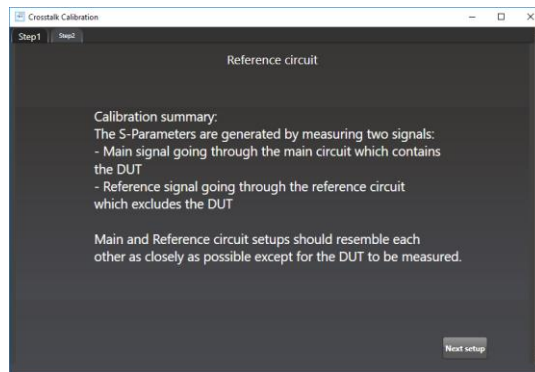 Crosstalk Calibration
Step1 Step2
Reference circuit
Calibration summary:
The S-Parameters are generated by measuring two signals:
- Main signal going through the main circuit which contains
the DUT
- Reference signal going through the reference circuit
which excludes the DUT
Main and Reference circuit setups should resemble each
other as closely as possible except for the DUT to be measured.
Next setup